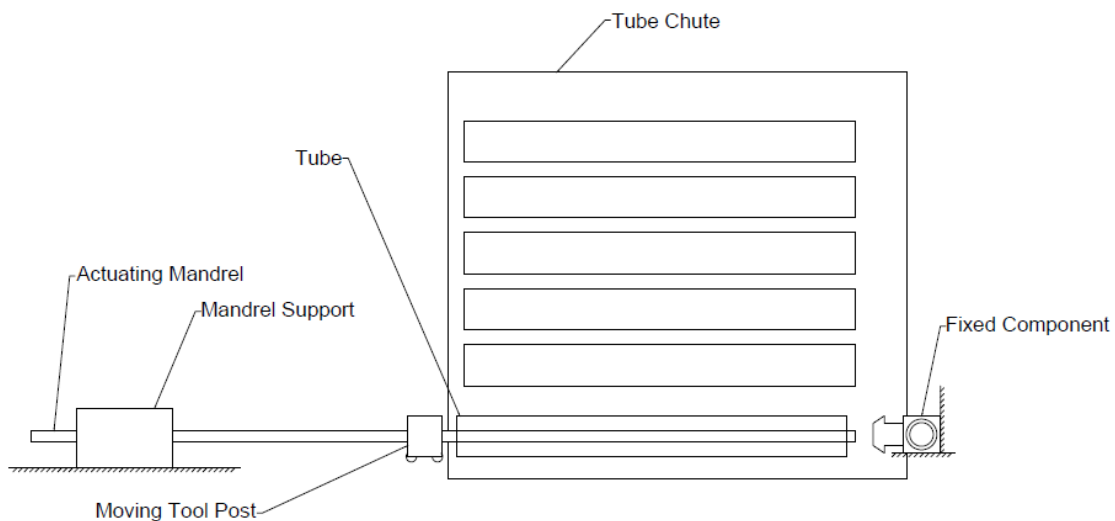 Tube Chute
Tube
Actuating Mandrel
Mandrel Support
Fixed Component
Moving Tool Post